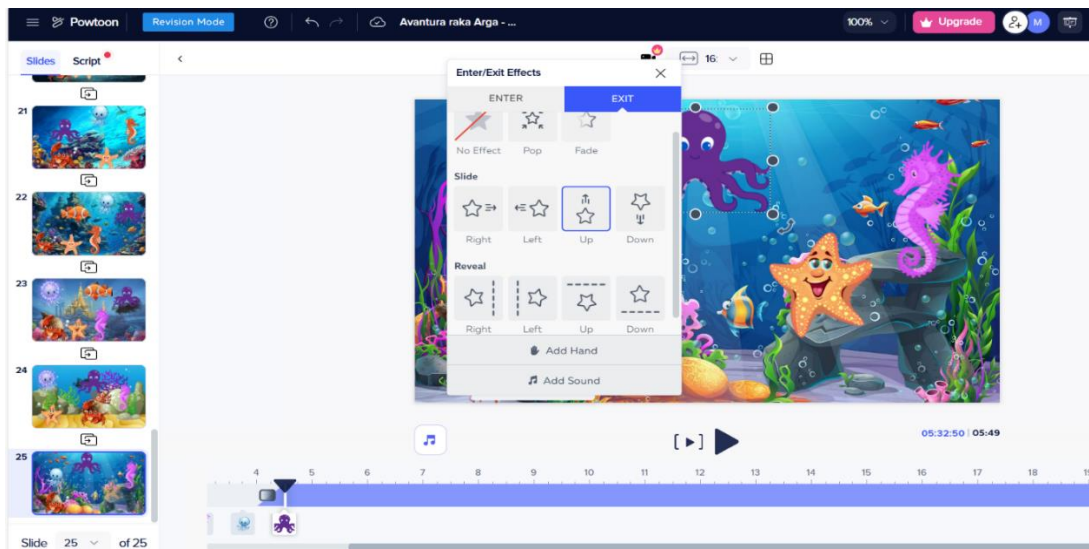 Powtoon Revision Mode Avantura raka Arga - ... 100% Upgrade M
Slides Script 16:
Enter/Exit Effects
ENTER EXIT
No Effect Pop Fade
Slide
Right Left Up Down
Reveal
Right Left Up Down
Add Hand
Add Sound
21
22
23
24
25
05:32:50 05:49
4 5 6 7 8 9 10 11 12 13 14 15 16 17 18 19
Slide 25 of 25